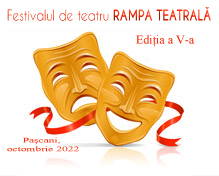 Festivalul de teatru RAMPA TEATRALĂ
Ediția a V-a
Pașcani,
octombrie 2022